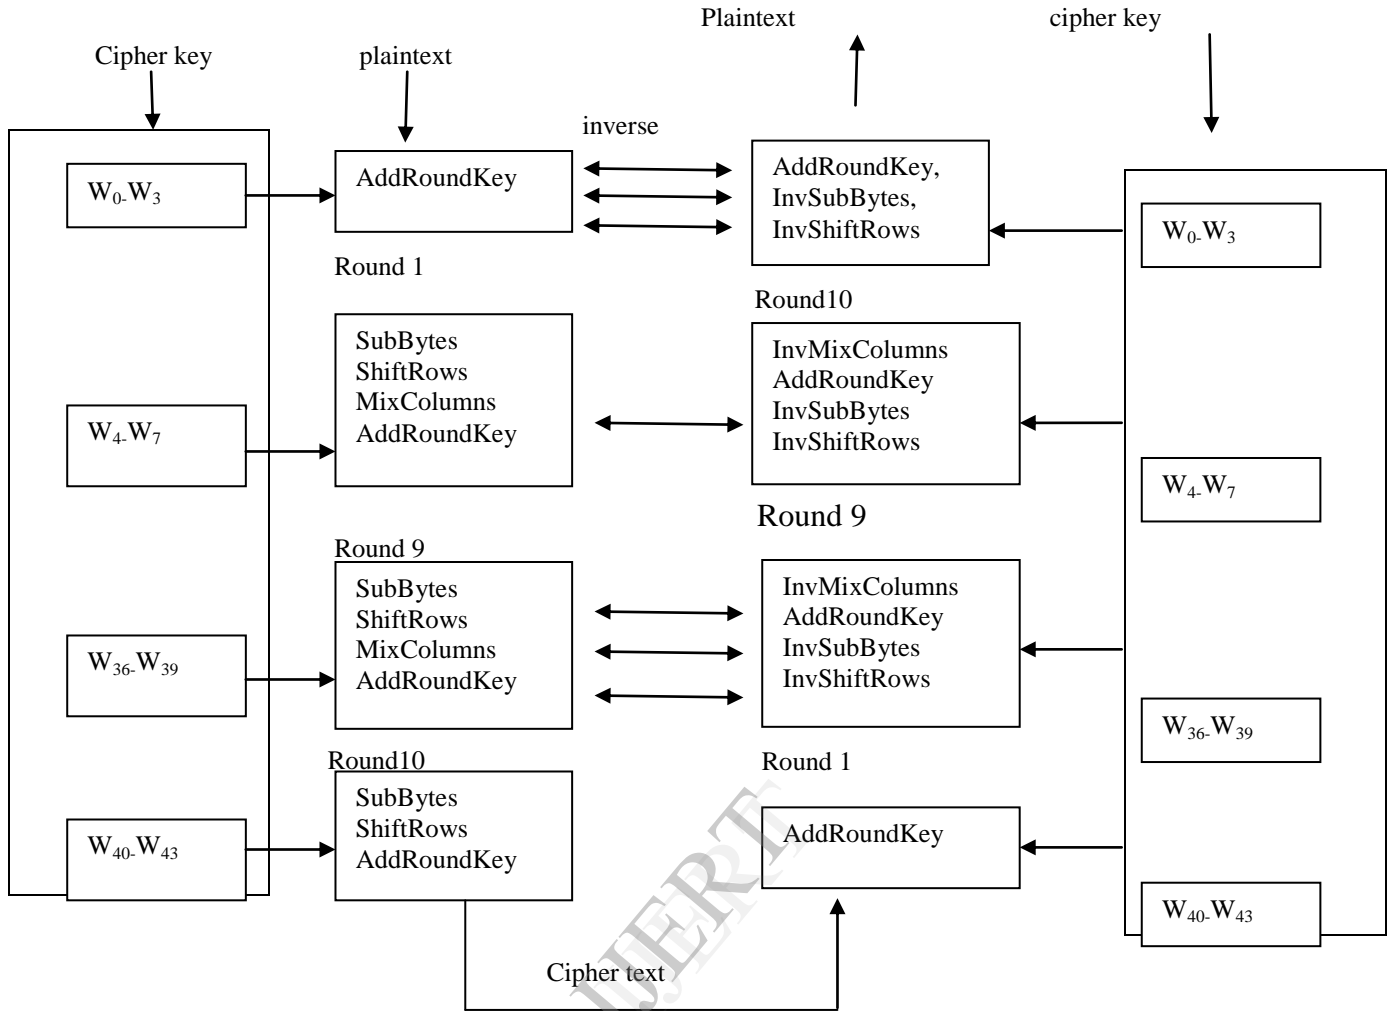 Plaintext
cipher key
Cipher key
plaintext
inverse
W0-W3
AddRoundKey
AddRoundKey,
InvSubBytes,
InvShiftRows
W0-W3
Round 1
Round10
SubBytes
ShiftRows
MixColumns
AddRoundKey
InvMixColumns
AddRoundKey
InvSubBytes
InvShiftRows
W4-W7
W4-W7
Round 9
Round 9
SubBytes
ShiftRows
MixColumns
AddRoundKey
InvMixColumns
AddRoundKey
InvSubBytes
InvShiftRows
W36-W39
W36-W39
Round10
Round 1
SubBytes
ShiftRows
AddRoundKey
AddRoundKey
W40-W43
W40-W43
Cipher text
IJERT